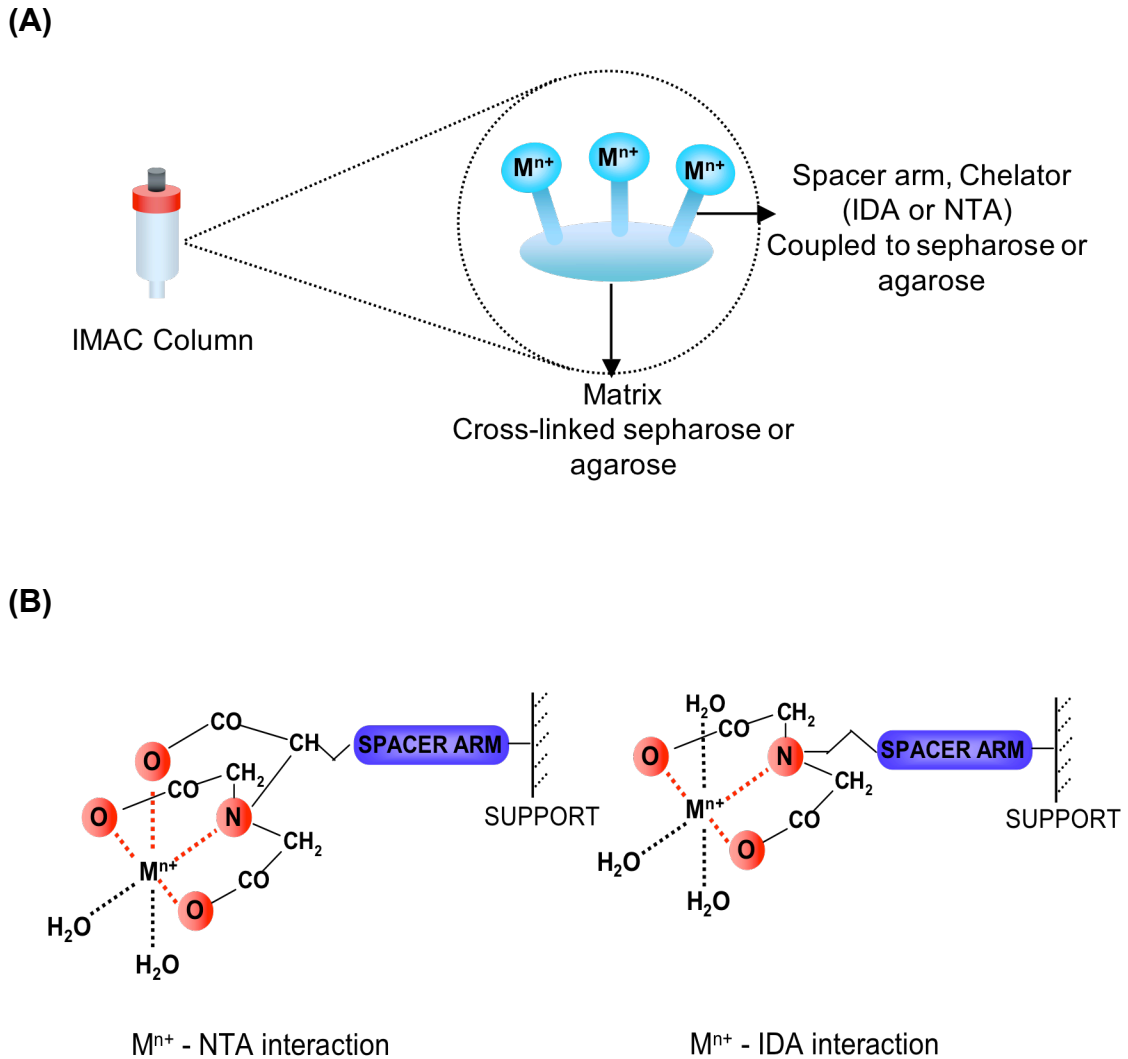 (A)
Mⁿ⁺
Mⁿ⁺
Mⁿ⁺
Spacer arm, Chelator
(IDA or NTA)
Coupled to sepharose or
agarose
IMAC Column
Matrix
Cross-linked sepharose or
agarose
(B)
CO
CH
SPACER ARM
O
CH₂
CO
O
N
SUPPORT
CH₂
Mⁿ⁺
CO
O
H₂O
H₂O
Mⁿ⁺ - NTA interaction
H₂O
CH₂
CO
O
N
SPACER ARM
CH₂
Mⁿ⁺
CO
SUPPORT
O
H₂O
H₂O
Mⁿ⁺ - IDA interaction